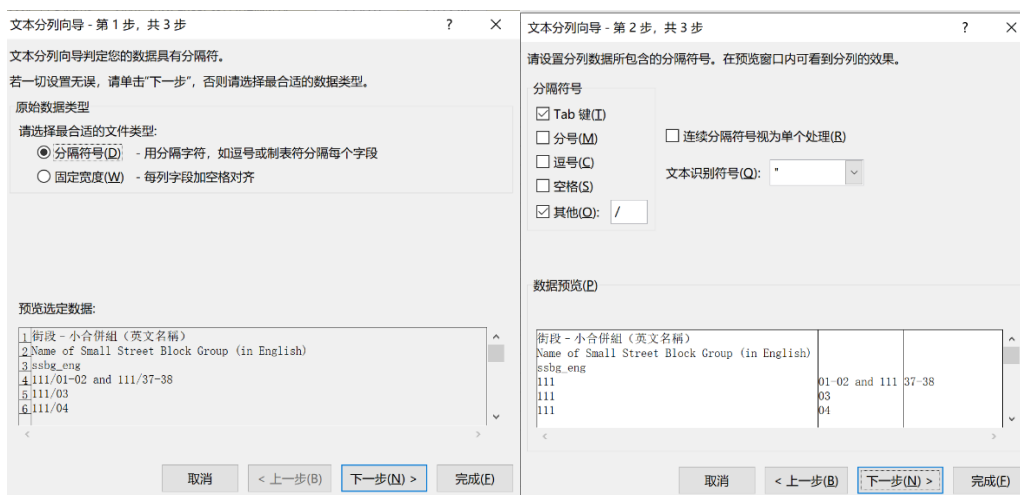 文本分列向导 - 第 1 步，共 3 步 ? ×
文本分列向导判定您的数据具有分隔符。
若一切设置无误，请单击"下一步"，否则请选择最合适的数据类型。
原始数据类型
请选择最合适的文件类型:
分隔符号(D) - 用分隔字符，如逗号或制表符分隔每个字段
固定宽度(W) - 每列字段加空格对齐
预览选定数据:
1 街段－小合併組（英文名稱）
2 Name of Small Street Block Group (in English)
3 ssbg_eng
4 111/01-02 and 111/37-38
5 111/03
6 111/04
取消 < 上一步(B) 下一步(N) > 完成(F)
文本分列向导 - 第 2 步，共 3 步 ? ×
请设置分列数据所包含的分隔符号。在预览窗口内可看到分列的效果。
分隔符号
Tab 键(T)
分号(M)
逗号(C)
空格(S)
其他(O): /
连续分隔符号视为单个处理(R)
文本识别符号(Q): "
数据预览(P)
街段－小合併組（英文名稱）
Name of Small Street Block Group (in English)
ssbg_eng
111 01-02 and 111 37-38
111 03
111 04
取消 < 上一步(B) 下一步(N) > 完成(F)